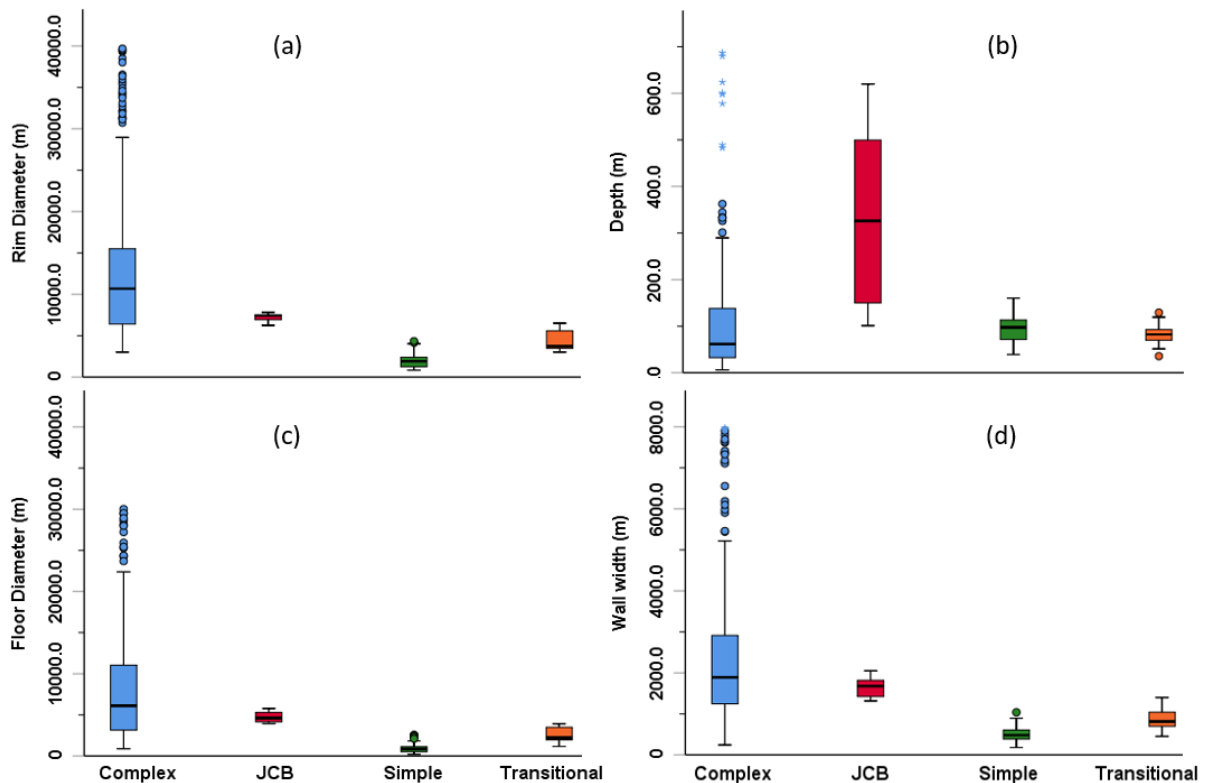 (a)
Rim Diameter (m)
40000.0
30000.0
20000.0
10000.0
.0
(b)
Depth (m)
600.0
400.0
200.0
.0
(c)
Floor Diameter (m)
40000.0
30000.0
20000.0
10000.0
.0
Complex JCB Simple Transitional
(d)
Wall width (m)
8000.0
6000.0
4000.0
2000.0
.0
Complex JCB Simple Transitional